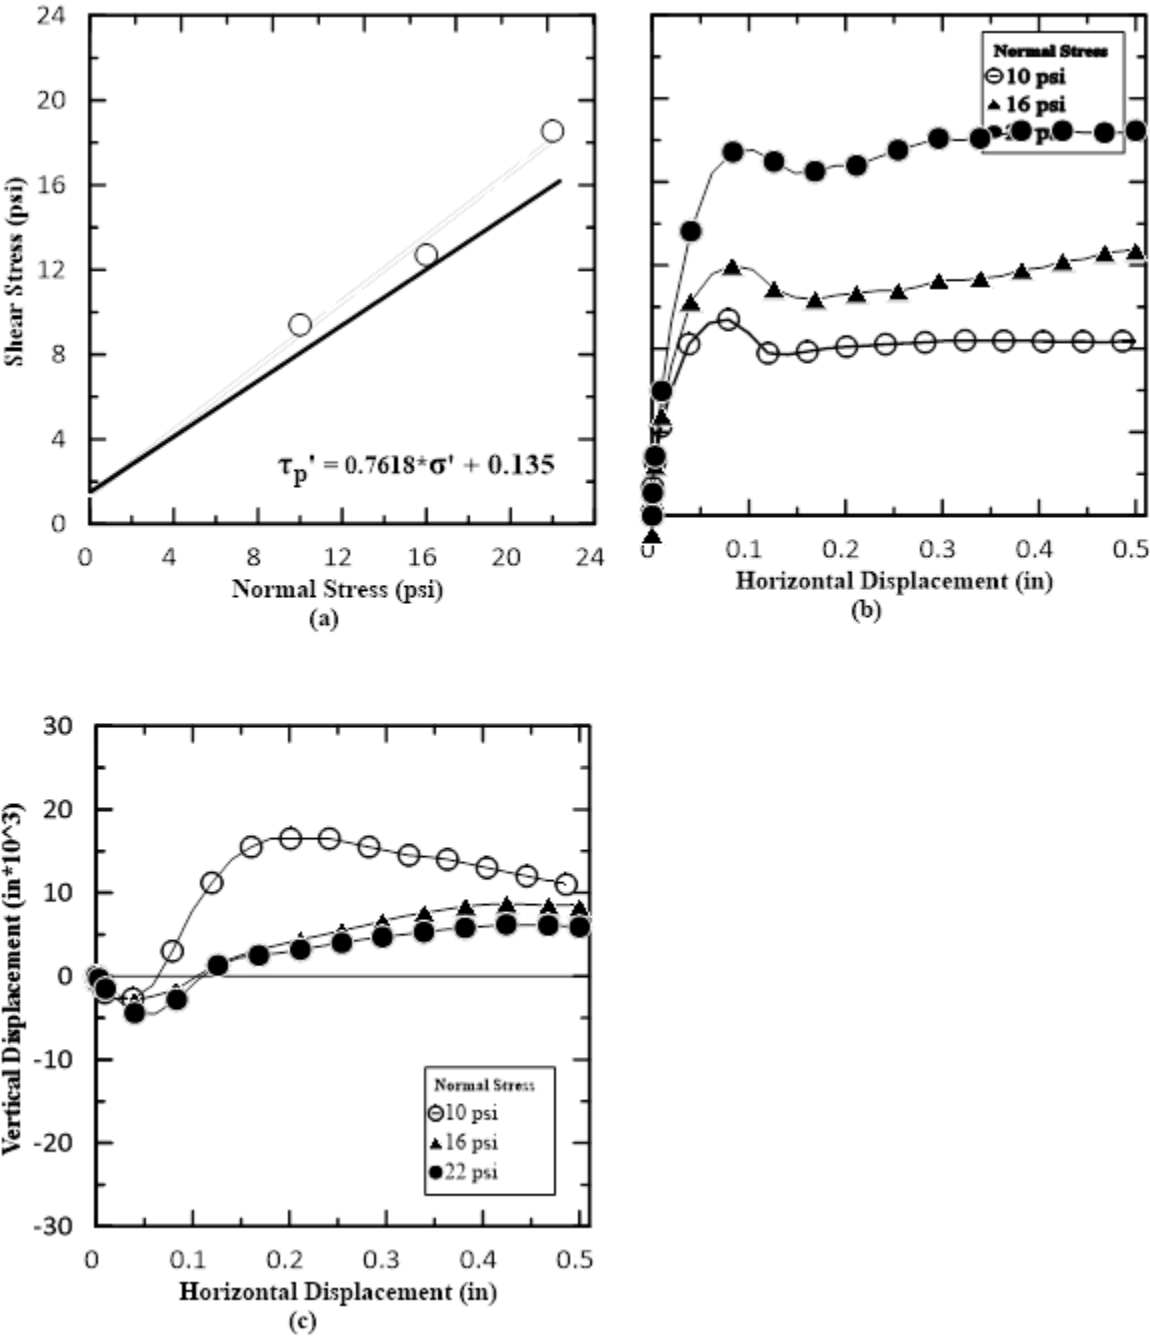 24
20
16
12
8
4
0
Shear Stress (psi)
τp' = 0.7618*σ' + 0.135
0 4 8 12 16 20 24
Normal Stress (psi)
(a)
Normal Stress
10 psi
16 psi
0 0.1 0.2 0.3 0.4 0.5
Horizontal Displacement (in)
(b)
30
20
10
0
-10
-20
-30
Vertical Displacement (in*10^3)
Normal Stress
10 psi
16 psi
22 psi
0 0.1 0.2 0.3 0.4 0.5
Horizontal Displacement (in)
(c)